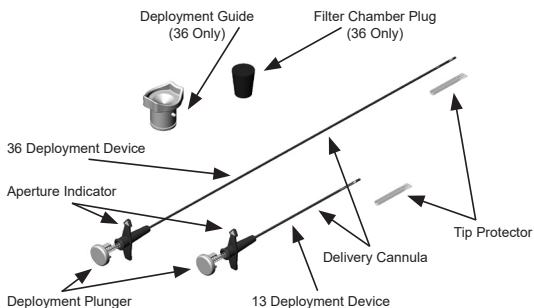 Deployment Guide
(36 Only)
Filter Chamber Plug
(36 Only)
36 Deployment Device
Aperture Indicator
Tip Protector
Delivery Cannula
Deployment Plunger
13 Deployment Device